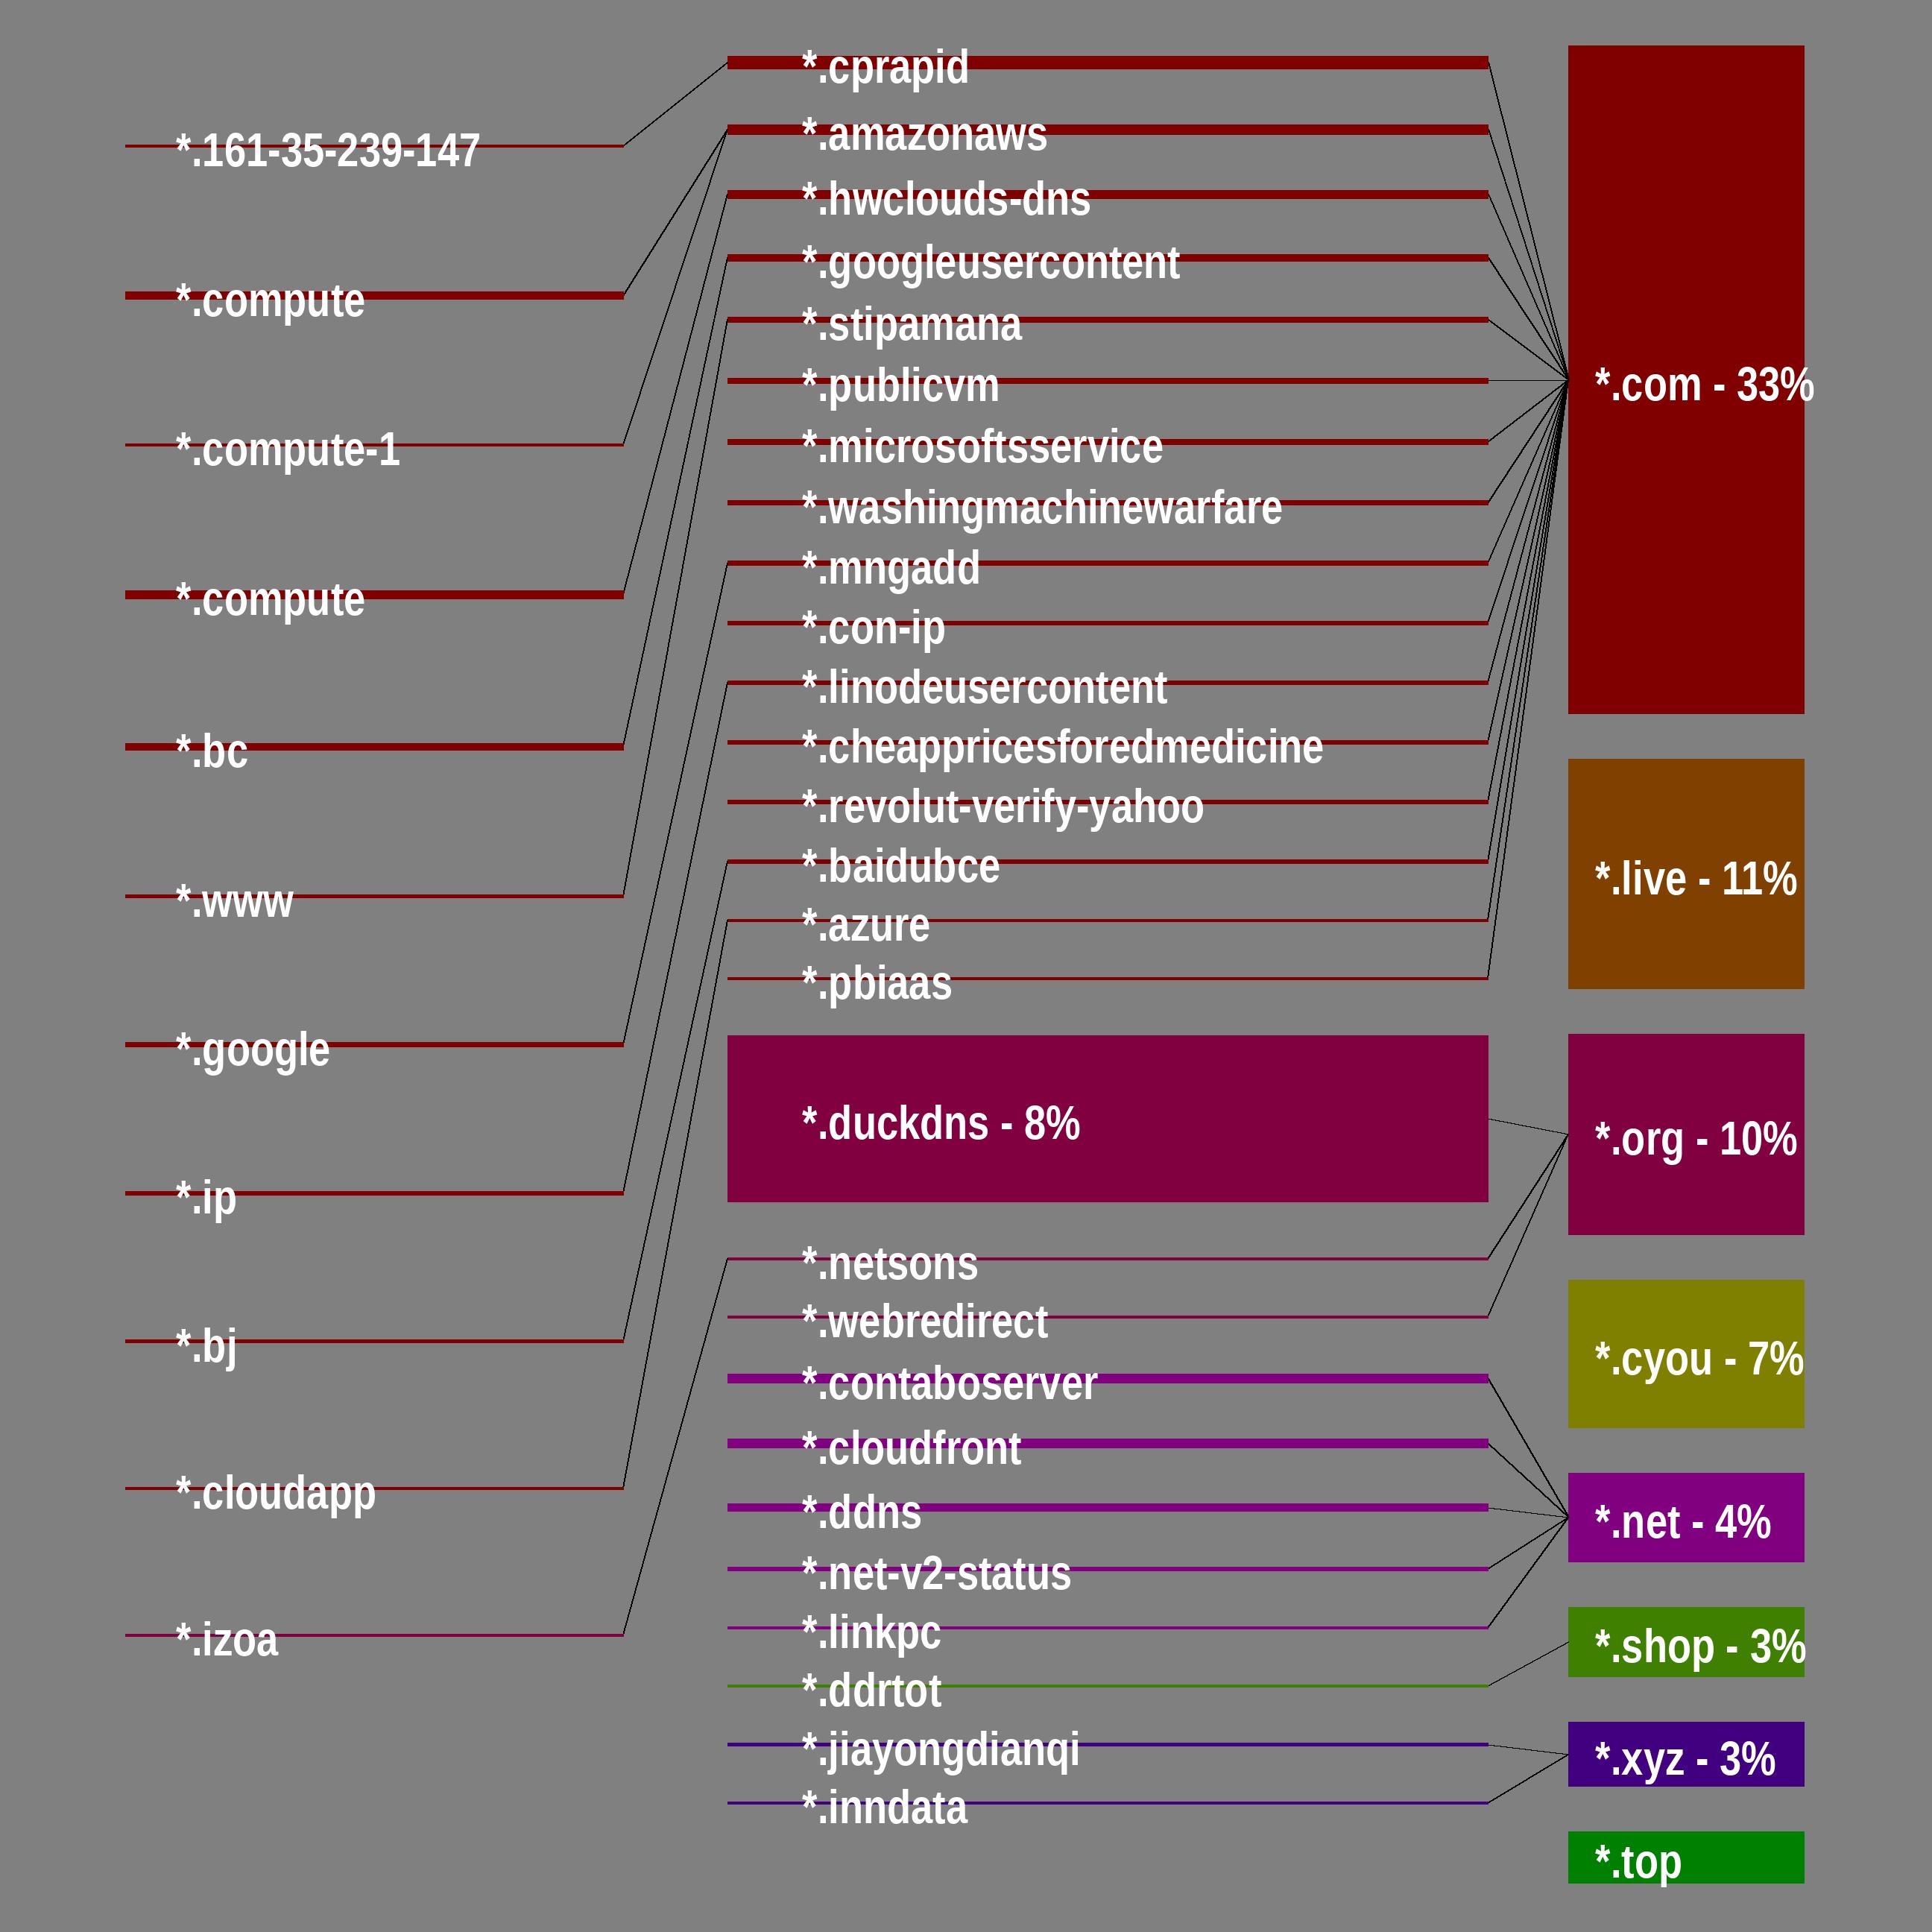 *.161-35-239-147
*.compute
*.compute-1
*.compute
*.bc
*.www
*.google
*.ip
*.bj
*.cloudapp
*.izoa
*.cprapid
*.amazonaws
*.hwclouds-dns
*.googleusercontent
*.stipamana
*.publicvm
*.microsoftsservice
*.washingmachinewarfare
*.mngadd
*.con-ip
*.linodeusercontent
*.cheappricesforedmedicine
*.revolut-verify-yahoo
*.baidubce
*.azure
*.pbiaas
*.duckdns - 8%
*.netsons
*.webredirect
*.contaboserver
*.cloudfront
*.ddns
*.net-v2-status
*.linkpc
*.ddrtot
*.jiayongdianqi
*.inndata
*.com - 33%
*.live - 11%
*.org - 10%
*.cyou - 7%
*.net - 4%
*.shop - 3%
*.xyz - 3%
*.top